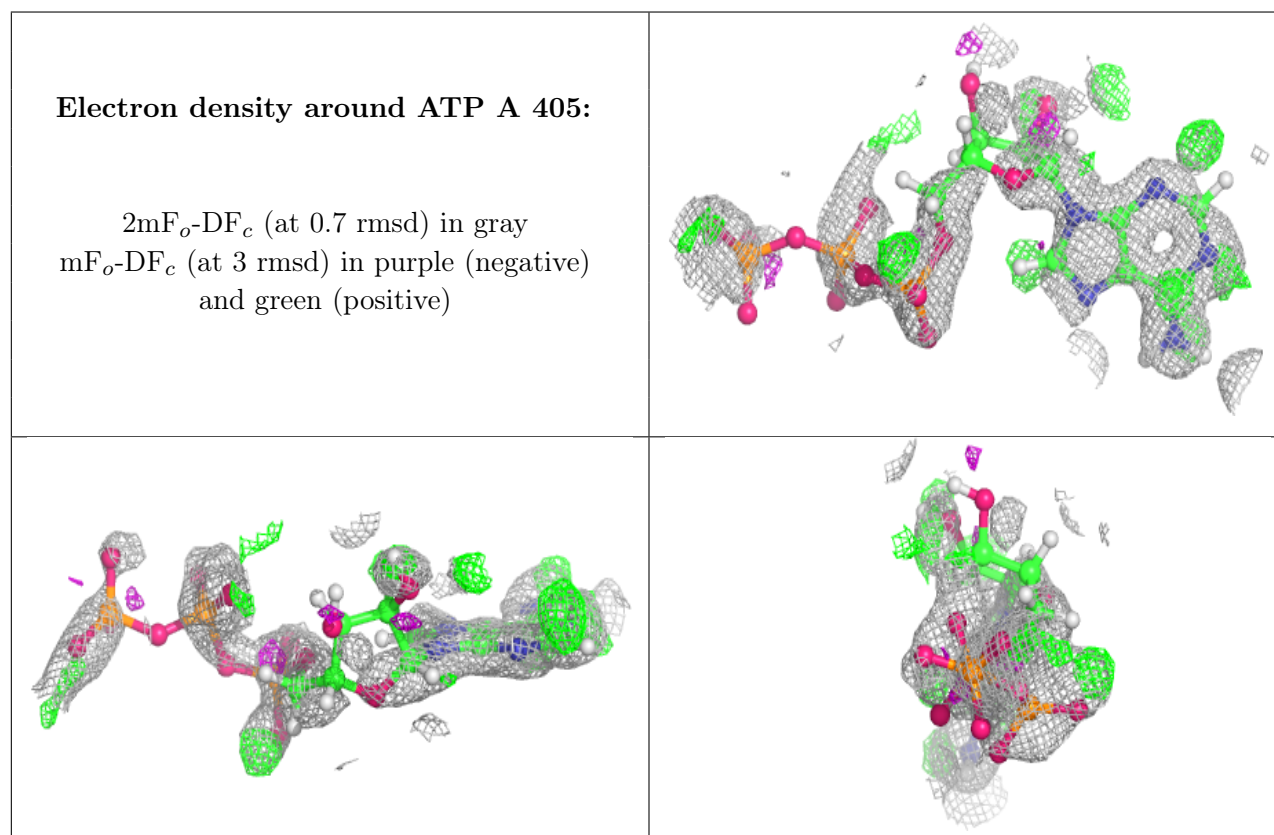 Electron density around ATP A 405:
2mFo-DFc (at 0.7 rmsd) in gray
mFo-DFc (at 3 rmsd) in purple (negative)
and green (positive)